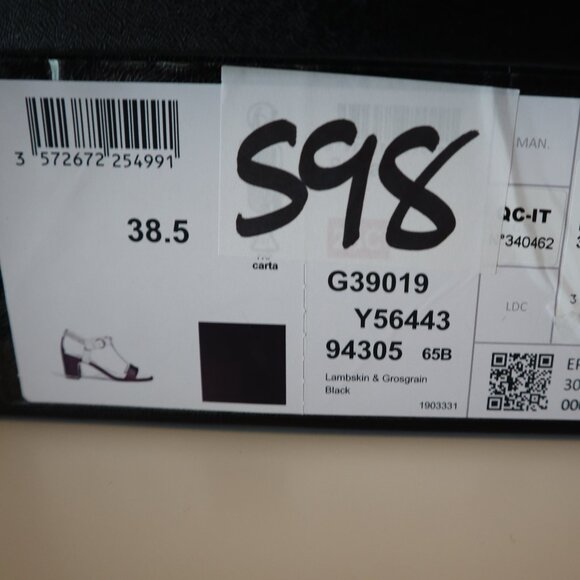 3 572672 254991
S98
MAN.
38.5
QC-IT
°340462
carta
G39019
LDC
Y56443
94305 65B
Lambskin & Grosgrain
Black
1903331